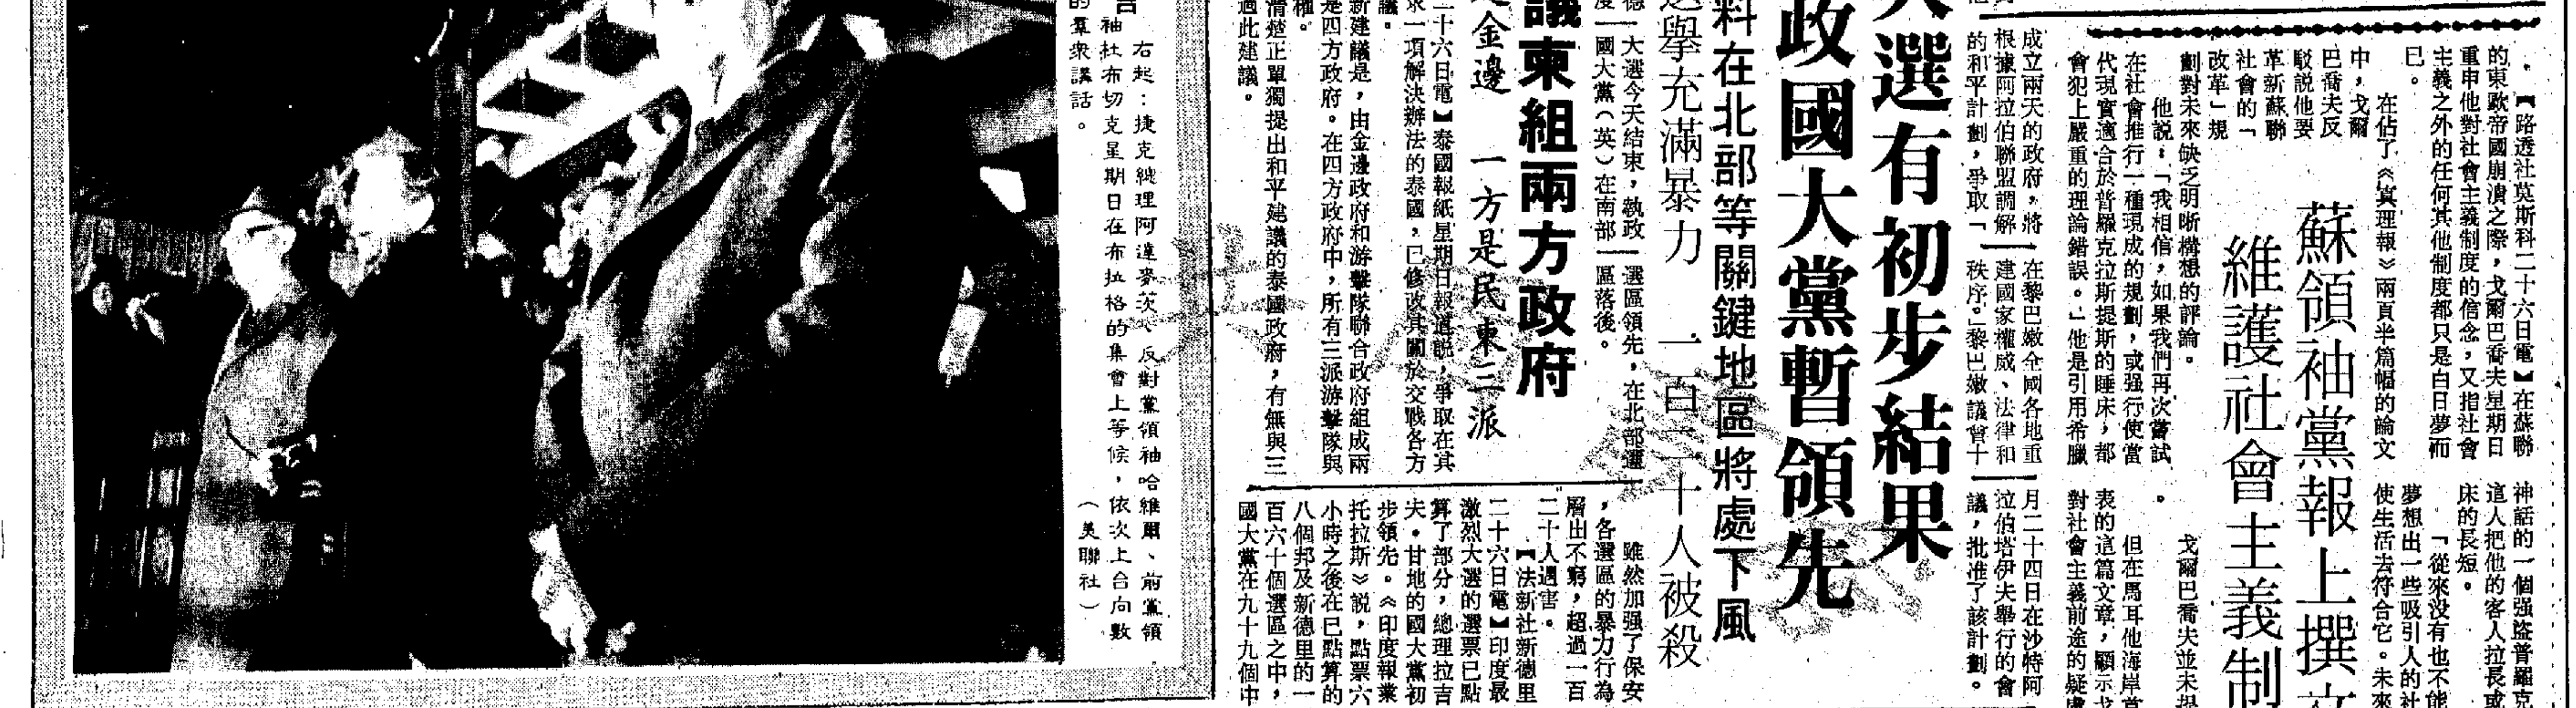 【路透社莫斯科二十六日電】在蘇聯
的東歐帝國崩潰之際，戈爾巴喬夫星期日
重申他對社會主義制度的信念，又指社會
主義之外的任何其他制度都只是白日夢而
已。
在佔了《真理報》兩頁半篇幅的論文
中，戈爾
巴喬夫反
駁說他要
革新蘇聯
社會的「
改革」規
劃對未來缺乏明晰構想的評論。
他說：「我相信，如果我們再次嘗試
在社會推行一種現成的規劃，或强行使當
代現實適合於普羅克拉斯提斯的睡床，都
會犯上嚴重的理論錯誤。」他是引用希臘
蘇領袖黨報上撰文
維護社會主義制
神話的一個强盜普羅克
這人把他的客人拉長或
床的長短。
「從來没有也不能
夢想出一些吸引人的社
使生活去符合它。未來
戈爾巴喬夫並未提
。
但在馬耳他海岸首
表的這篇文章，顯示戈
對社會主義前途的疑慮
成立兩天的政府，將
根據阿拉伯聯盟調解
的和平計劃，爭取「
在黎巴嫩全國各地重
建國家權威、法律和
秩序。」黎巴嫩議會十
月二十四日在沙特阿
拉伯塔伊夫舉行的會
議，批准了該計劃。
大選有初步結果
政國大黨暫領先
料在北部等關鍵地區將處下風
選舉充滿暴力 一百二十人被殺
大選今天結束，執政
國大黨（英）在南部
選區領先，在北部選
區落後。
雖然加强了保安
，各選區的暴力行為
層出不窮，超過一百
二十人遇害。
【法新社新德里
二十六日電】印度最
激烈大選的選票已點
算了部分，總理拉吉
夫．甘地的國大黨初
步領先。《印度報業
托拉斯》說，點票六
小時之後在已點算的
八個邦及新德里的一
百六十個選區之中，
國大黨在九十九個中
議柬組兩方政府
是金邊 一方是民柬三派
二十六日電】泰國報紙星期日報道說，爭取在其
求一項解決辦法的泰國，已修改其關於交戰各方
議。
新建議是，由金邊政府和游擊隊聯合政府組成兩
是四方政府。在四方政府中，所有三派游擊隊與
權。
清楚正單獨提出和平建議的泰國政府，有無與三
過此建議。
右起：捷克總理阿達麥茨、反對黨領袖哈維爾、前黨領
袖杜布切克星期日在布拉格的集會上等候，依次上台向數
的羣衆講話。
（美聯社）